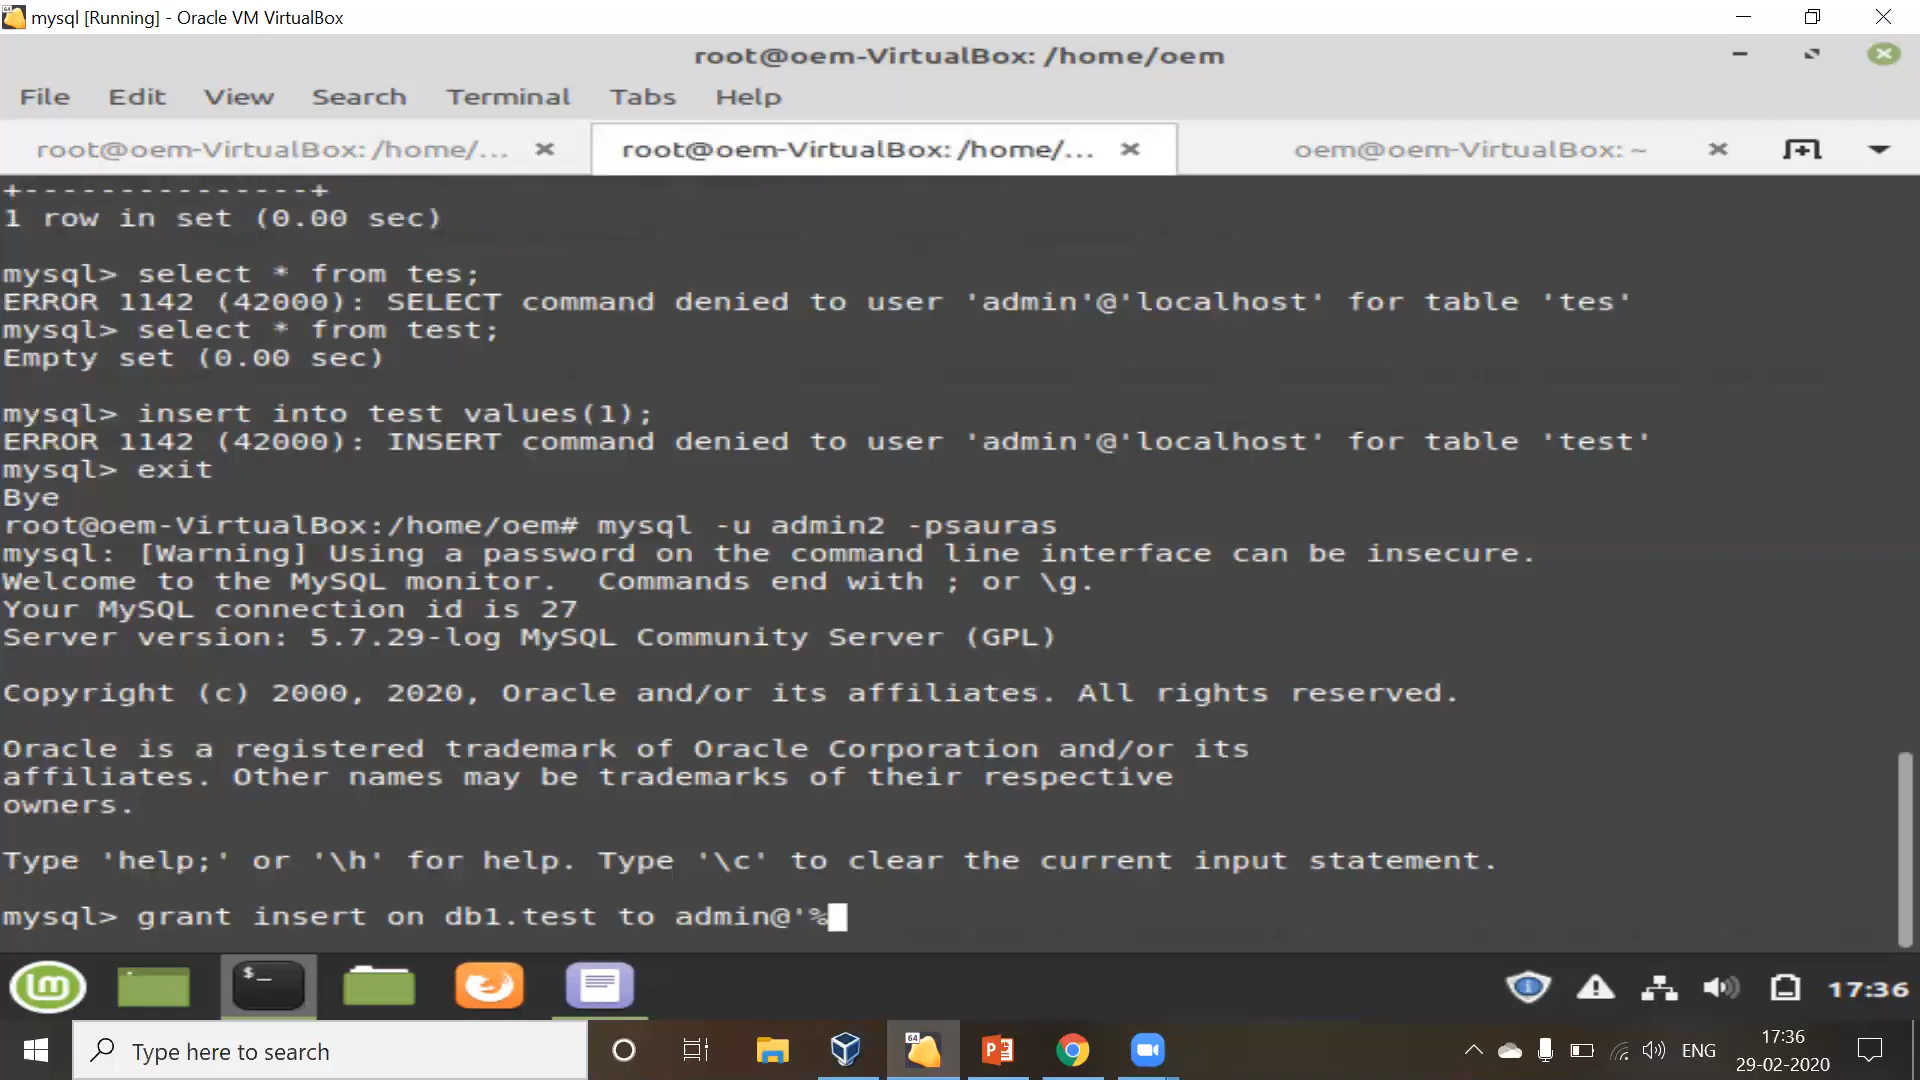 mysql [Running] - Oracle VM VirtualBox
root@oem-VirtualBox: /home/oem
File Edit View Search Terminal Tabs Help
root@oem-VirtualBox: /home/... root@oem-VirtualBox: /home/... oem@oem-VirtualBox: ~
+---------------+
1 row in set (0.00 sec)
mysql> select * from tes;
ERROR 1142 (42000): SELECT command denied to user 'admin'@'localhost' for table 'tes'
mysql> select * from test;
Empty set (0.00 sec)
mysql> insert into test values(1);
ERROR 1142 (42000): INSERT command denied to user 'admin'@'localhost' for table 'test'
mysql> exit
Bye
root@oem-VirtualBox:/home/oem# mysql -u admin2 -psauras
mysql: [Warning] Using a password on the command line interface can be insecure.
Welcome to the MySQL monitor.  Commands end with ; or \g.
Your MySQL connection id is 27
Server version: 5.7.29-log MySQL Community Server (GPL)
Copyright (c) 2000, 2020, Oracle and/or its affiliates. All rights reserved.
Oracle is a registered trademark of Oracle Corporation and/or its
affiliates. Other names may be trademarks of their respective
owners.
Type 'help;' or '\h' for help. Type '\c' to clear the current input statement.
mysql> grant insert on db1.test to admin@'%
$_
17:36
Type here to search
64
ENG
17:36
29-02-2020